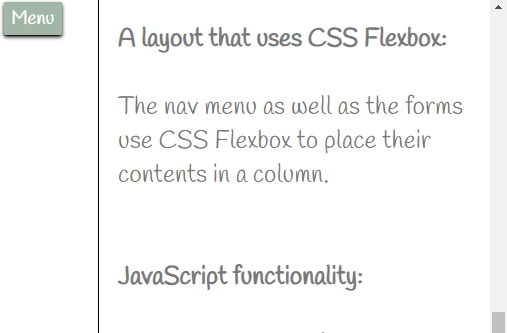 Menu
A layout that uses CSS Flexbox:
The nav menu as well as the forms
use CSS Flexbox to place their
contents in a column.
JavaScript functionality: